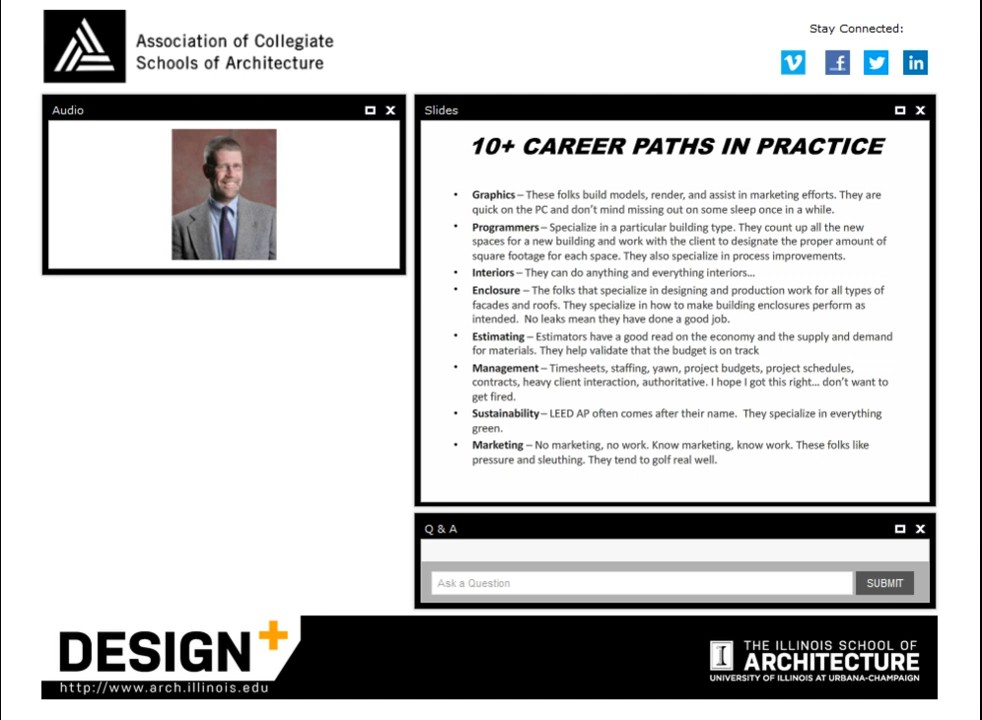 Association of Collegiate
Schools of Architecture
Stay Connected:
Audio
Slides
10+ CAREER PATHS IN PRACTICE
• Graphics – These folks build models, render, and assist in marketing efforts. They are
quick on the PC and don't mind missing out on some sleep once in a while.
• Programmers – Specialize in a particular building type. They count up all the new
spaces for a new building and work with the client to designate the proper amount of
square footage for each space. They also specialize in process improvements.
• Interiors – They can do anything and everything interiors...
• Enclosure – The folks that specialize in designing and production work for all types of
facades and roofs. They specialize in how to make building enclosures perform as
intended. No leaks mean they have done a good job.
• Estimating – Estimators have a good read on the economy and the supply and demand
for materials. They help validate that the budget is on track
• Management – Timesheets, staffing, yawn, project budgets, project schedules,
contracts, heavy client interaction, authoritative. I hope I got this right... don't want to
get fired.
• Sustainability – LEED AP often comes after their name. They specialize in everything
green.
• Marketing – No marketing, no work. Know marketing, know work. These folks like
pressure and sleuthing. They tend to golf real well.
Q & A
Ask a Question
SUBMIT
DESIGN+
http://www.arch.illinois.edu
I
THE ILLINOIS SCHOOL OF
ARCHITECTURE
UNIVERSITY OF ILLINOIS AT URBANA-CHAMPAIGN